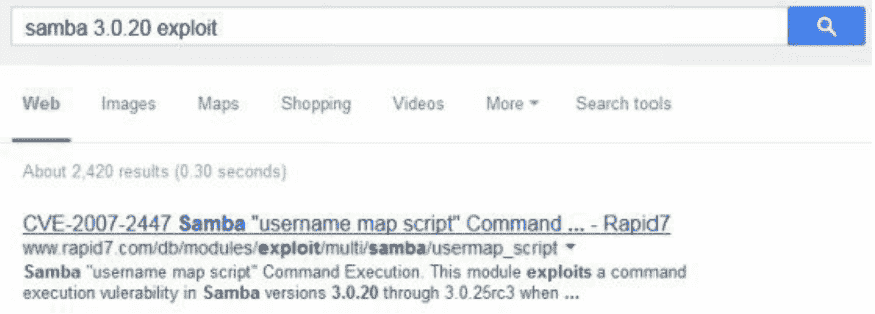 samba 3.0.20 exploit
Web Images Maps Shopping Videos More Search tools
About 2,420 results (0.30 seconds)
CVE-2007-2447 Samba "username map script" Command ... - Rapid7
www.rapid7.com/db/modules/exploit/multi/samba/usermap_script
Samba "username map script" Command Execution. This module exploits a command
execution vulerability in Samba versions 3.0.20 through 3.0.25rc3 when ...